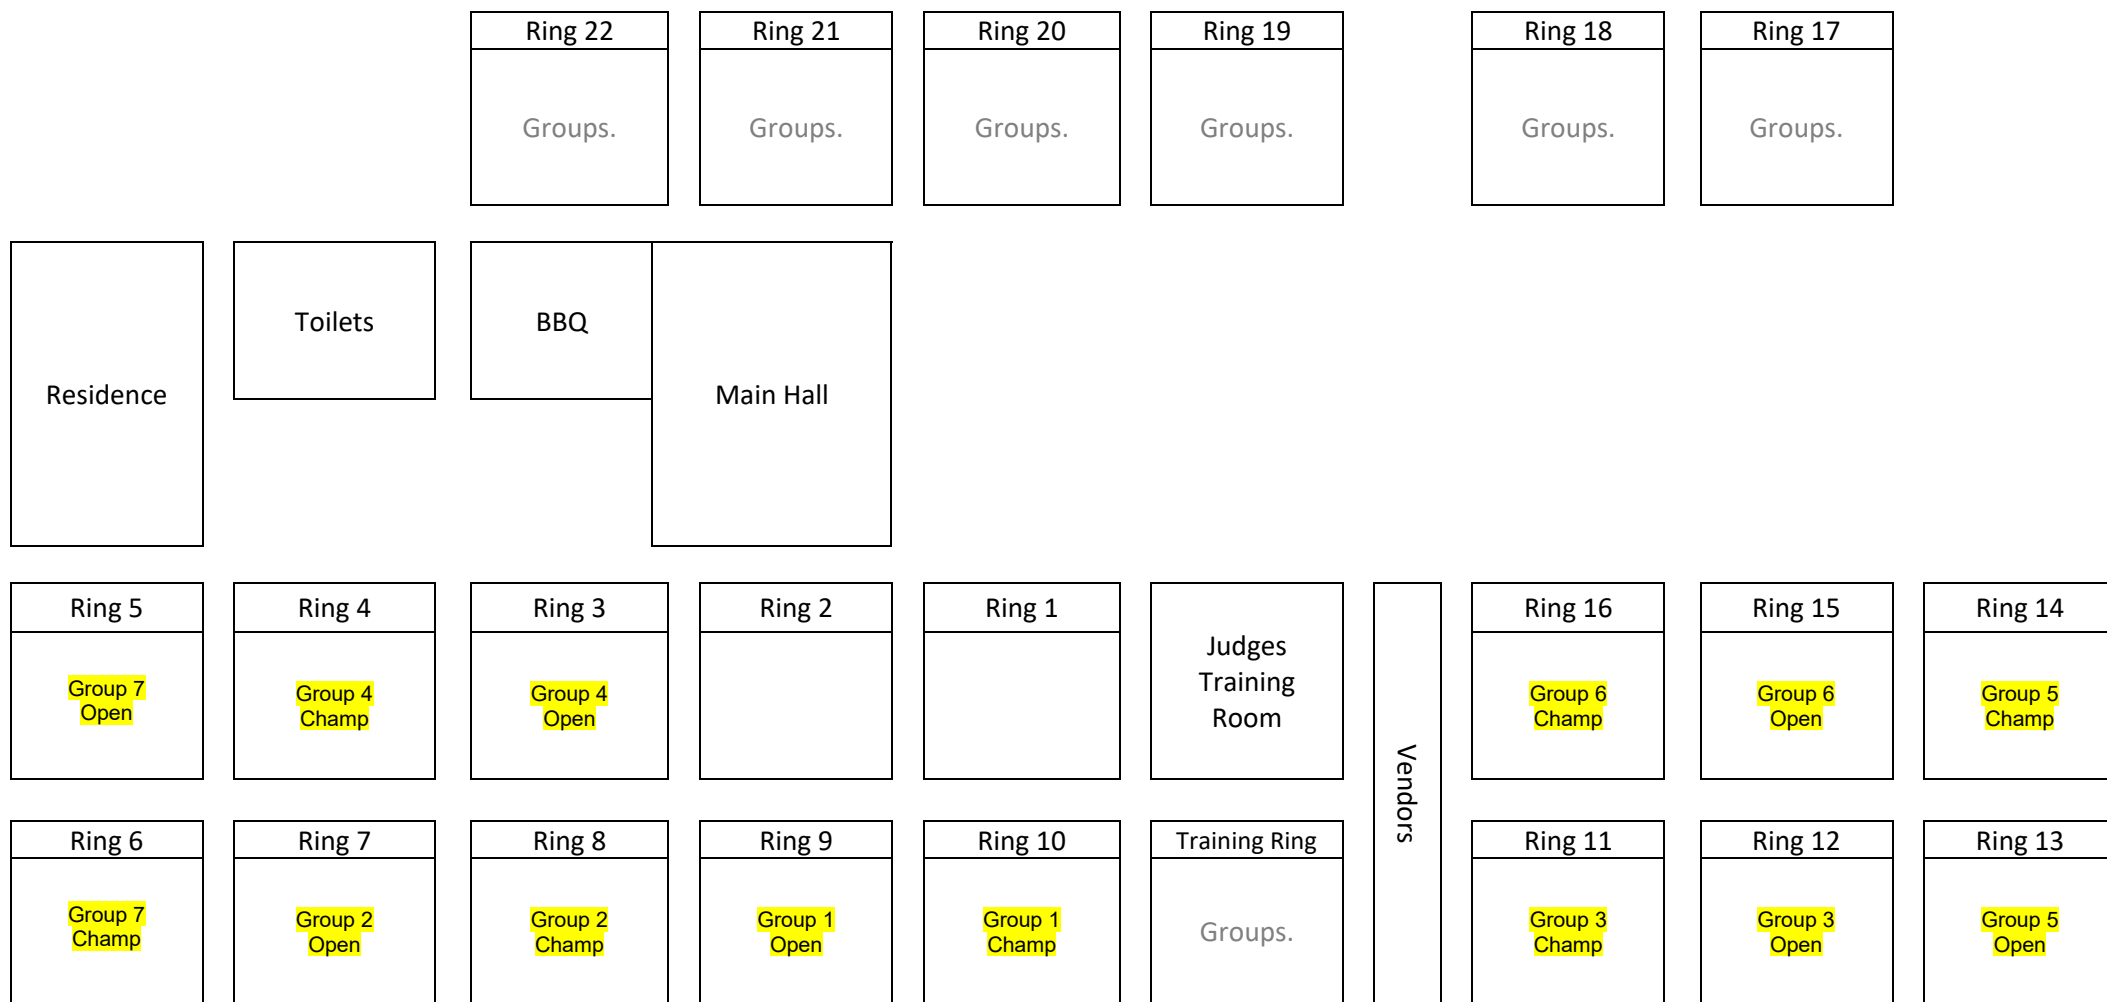 Ring 22
Ring 21
Ring 20
Ring 19
Ring 18
Ring 17
Groups.
Groups.
Groups.
Groups.
Groups.
Groups.
Residence
Toilets
BBQ
Main Hall
Ring 5
Ring 4
Ring 3
Ring 2
Ring 1
Judges
Training
Room
Vendors
Ring 16
Ring 15
Ring 14
Group 7
Open
Group 4
Champ
Group 4
Open
Group 6
Champ
Group 6
Open
Group 5
Champ
Ring 6
Ring 7
Ring 8
Ring 9
Ring 10
Training Ring
Ring 11
Ring 12
Ring 13
Group 7
Champ
Group 2
Open
Group 2
Champ
Group 1
Open
Group 1
Champ
Groups.
Group 3
Champ
Group 3
Open
Group 5
Open